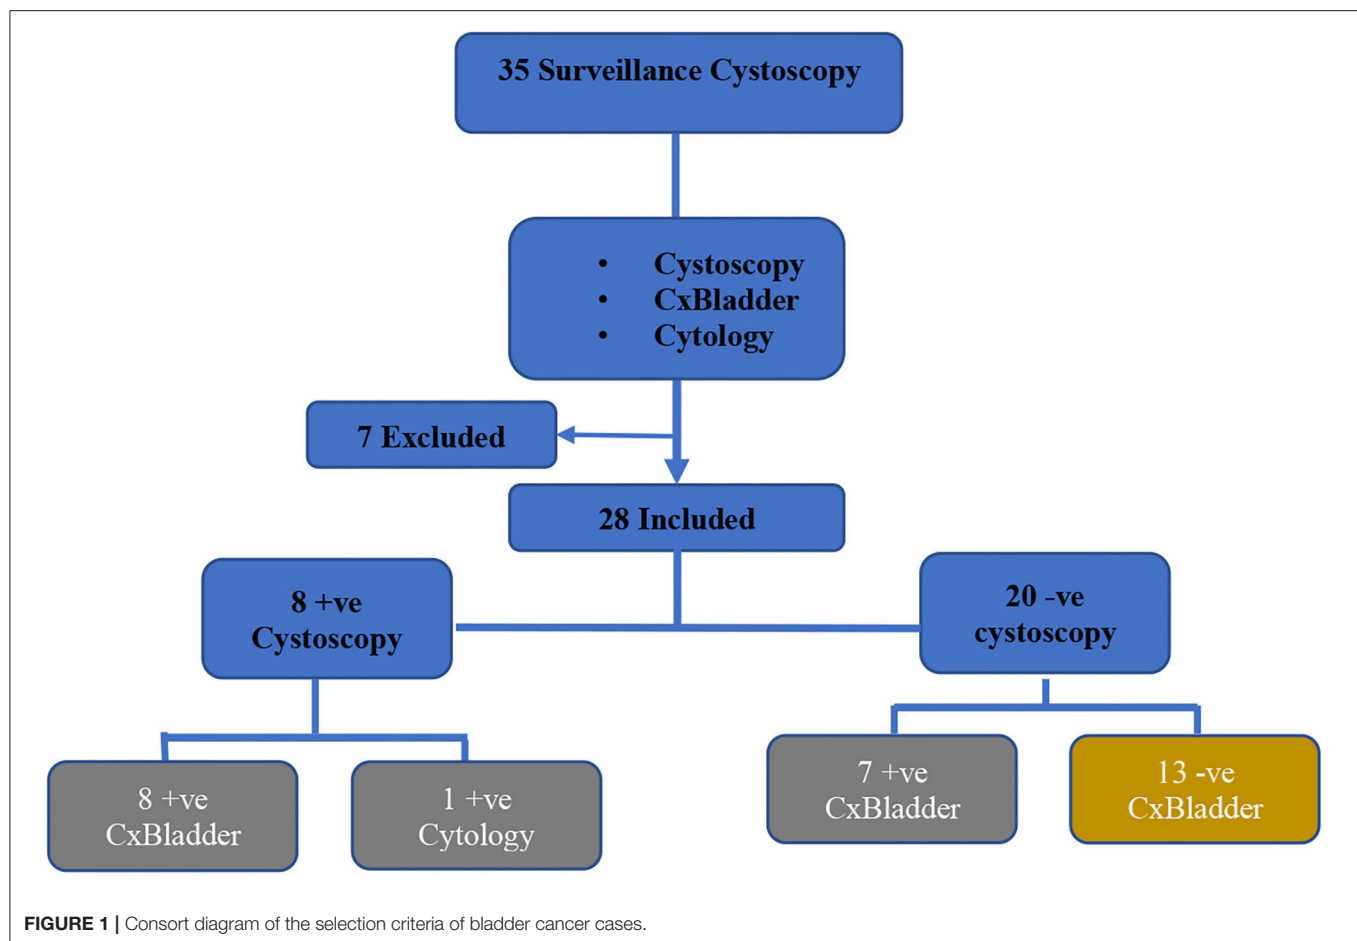 35 Surveillance Cystoscopy
• Cystoscopy
• CxBladder
• Cytology
7 Excluded
28 Included
8 +ve
Cystoscopy
20 -ve
cystoscopy
8 +ve
CxBladder
1 +ve
Cytology
7 +ve
CxBladder
13 -ve
CxBladder
FIGURE 1 | Consort diagram of the selection criteria of bladder cancer cases.